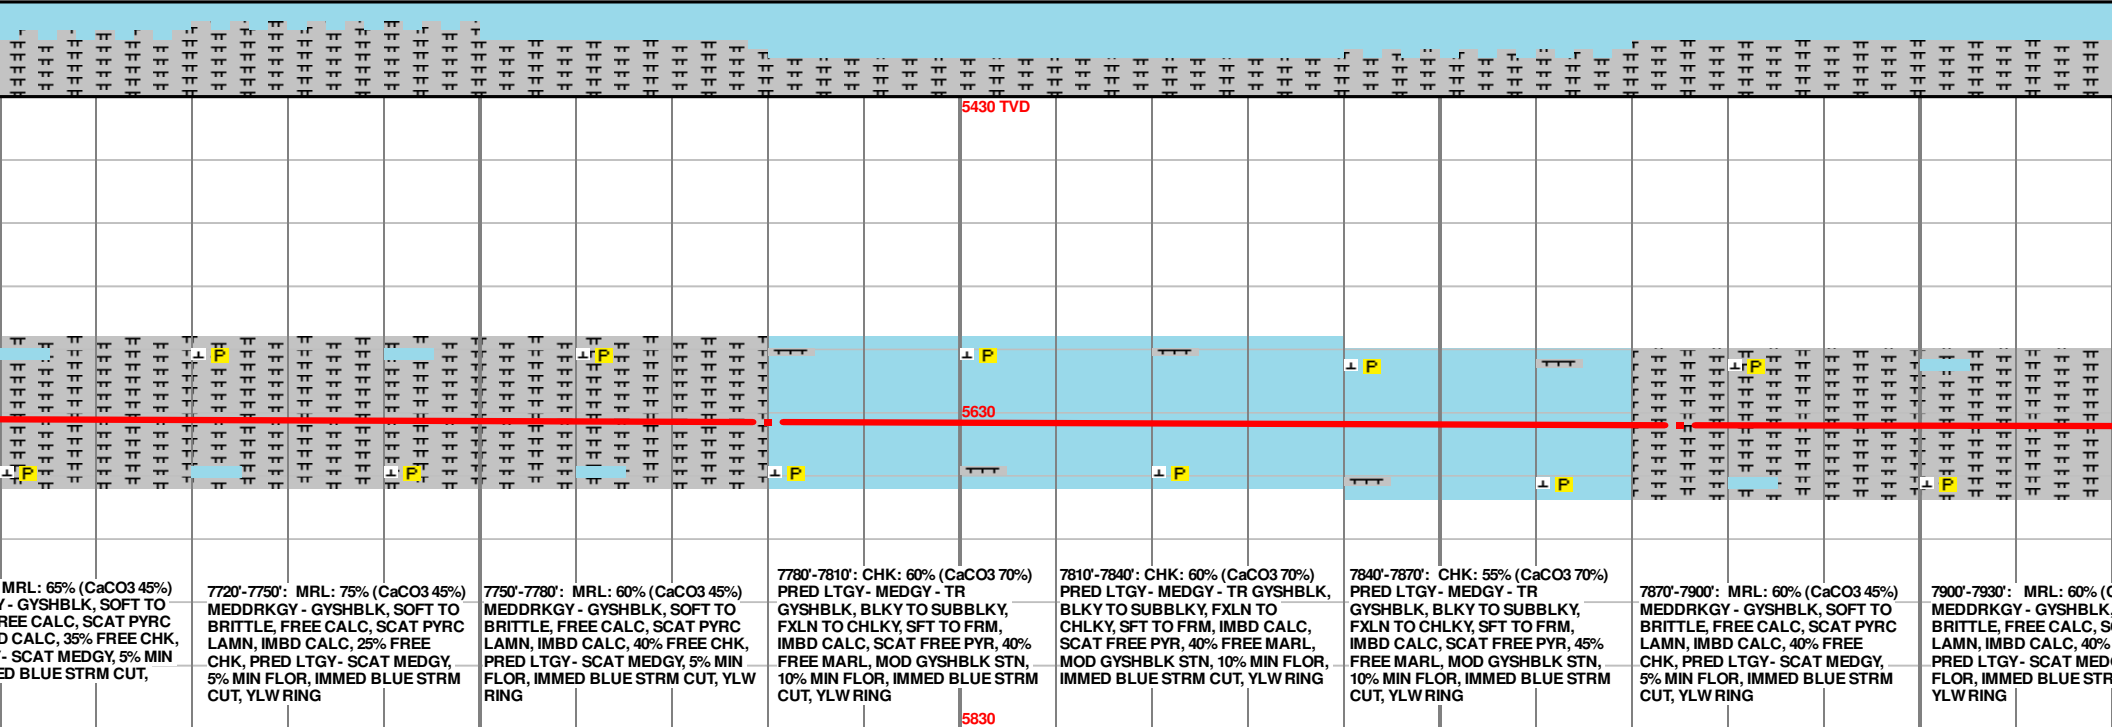 5430 TVD
P
P
P
P
P
P
5630
P
P
P
P
P
P
P
MRL: 65% (CaCO3 45%)
- GYSHBLK, SOFT TO
CALC, SCAT PYRC
CALC, 35% FREE CHK,
- SCAT MEDGY, 5% MIN
BLUE STRM CUT,
7720'-7750': MRL: 75% (CaCO3 45%)
MEDDRKGY - GYSHBLK, SOFT TO
BRITTLE, FREE CALC, SCAT PYRC
LAMN, IMBD CALC, 25% FREE
CHK, PRED LTGY- SCAT MEDGY,
5% MIN FLOR, IMMED BLUE STRM
CUT, YLW RING
7750'-7780': MRL: 60% (CaCO3 45%)
MEDDRKGY - GYSHBLK, SOFT TO
BRITTLE, FREE CALC, SCAT PYRC
LAMN, IMBD CALC, 40% FREE CHK,
PRED LTGY- SCAT MEDGY, 5% MIN
FLOR, IMMED BLUE STRM CUT, YLW
RING
7780'-7810': CHK: 60% (CaCO3 70%)
PRED LTGY- MEDGY - TR
GYSHBLK, BLKY TO SUBBLKY,
FXLN TO CHLKY, SFT TO FRM,
IMBD CALC, SCAT FREE PYR, 40%
FREE MARL, MOD GYSHBLK STN,
10% MIN FLOR, IMMED BLUE STRM
CUT, YLW RING
7810'-7840': CHK: 60% (CaCO3 70%)
PRED LTGY - MEDGY - TR GYSHBLK,
BLKY TO SUBBLKY, FXLN TO
CHLKY, SFT TO FRM, IMBD CALC,
SCAT FREE PYR, 40% FREE MARL,
MOD GYSHBLK STN, 10% MIN FLOR,
IMMED BLUE STRM CUT, YLW RING
7840'-7870': CHK: 55% (CaCO3 70%)
PRED LTGY - MEDGY - TR
GYSHBLK, BLKY TO SUBBLKY,
FXLN TO CHLKY, SFT TO FRM,
IMBD CALC, SCAT FREE PYR, 45%
FREE MARL, MOD GYSHBLK STN,
10% MIN FLOR, IMMED BLUE STRM
CUT, YLW RING
7870'-7900': MRL: 60% (CaCO3 45%)
MEDDRKGY - GYSHBLK, SOFT TO
BRITTLE, FREE CALC, SCAT PYRC
LAMN, IMBD CALC, 40% FREE
CHK, PRED LTGY- SCAT MEDGY,
5% MIN FLOR, IMMED BLUE STRM
CUT, YLW RING
7900'-7930': MRL: 60%
MEDDRKGY - GYSHBLK,
BRITTLE, FREE CALC,
LAMN, IMBD CALC, 40%
PRED LTGY- SCAT
FLOR, IMMED BLUE
YLW RING
5830